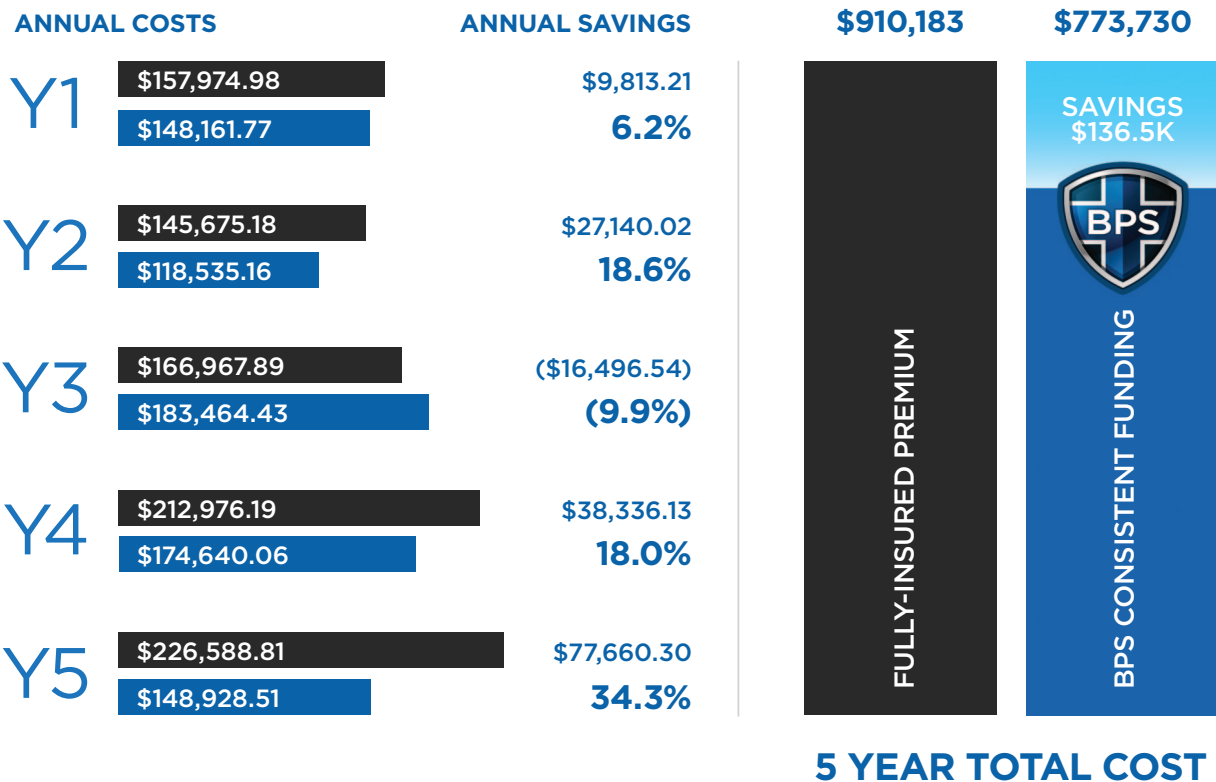 ANNUAL COSTS
ANNUAL SAVINGS
Y1
$157,974.98
$148,161.77
$9,813.21
6.2%
Y2
$145,675.18
$118,535.16
$27,140.02
18.6%
Y3
$166,967.89
$183,464.43
($16,496.54)
(9.9%)
Y4
$212,976.19
$174,640.06
$38,336.13
18.0%
Y5
$226,588.81
$148,928.51
$77,660.30
34.3%
$910,183
FULLY-INSURED PREMIUM
$773,730
SAVINGS
$136.5K
BPS
BPS CONSISTENT FUNDING
5 YEAR TOTAL COST